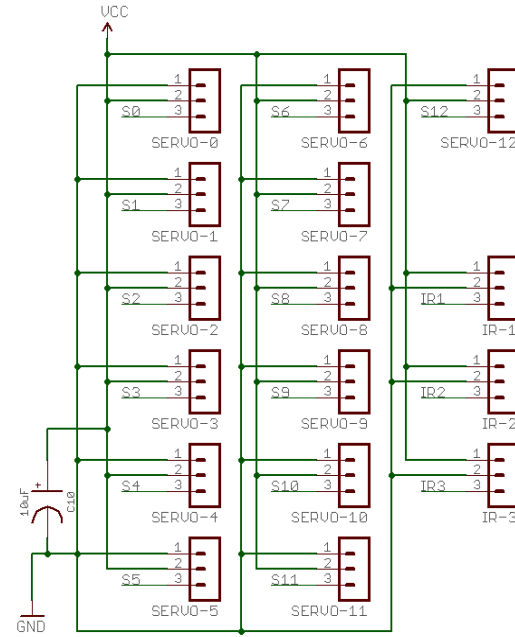 VCC
1
2
3
S0
SERVO-0
1
2
3
S1
SERVO-1
1
2
3
S2
SERVO-2
1
2
3
S3
SERVO-3
1
2
3
S4
SERVO-4
1
2
3
S5
SERVO-5
10uF
+
C10
GND
1
2
3
S6
SERVO-6
1
2
3
S7
SERVO-7
1
2
3
S8
SERVO-8
1
2
3
S9
SERVO-9
1
2
3
S10
SERVO-10
1
2
3
S11
SERVO-11
1
2
3
S12
SERVO-12
1
2
3
IR1
IR-1
1
2
3
IR2
IR-2
1
2
3
IR3
IR-3